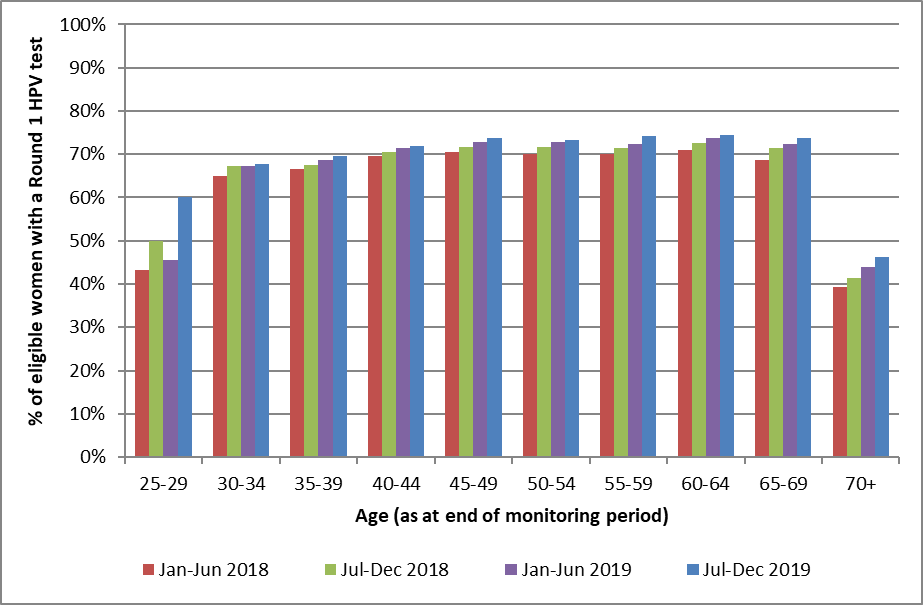 % of eligible women with a Round 1 HPV test
100%
90%
80%
70%
60%
50%
40%
30%
20%
10%
0%
25-29 30-34 35-39 40-44 45-49 50-54 55-59 60-64 65-69 70+
Age (as at end of monitoring period)
Jan-Jun 2018 Jul-Dec 2018 Jan-Jun 2019 Jul-Dec 2019